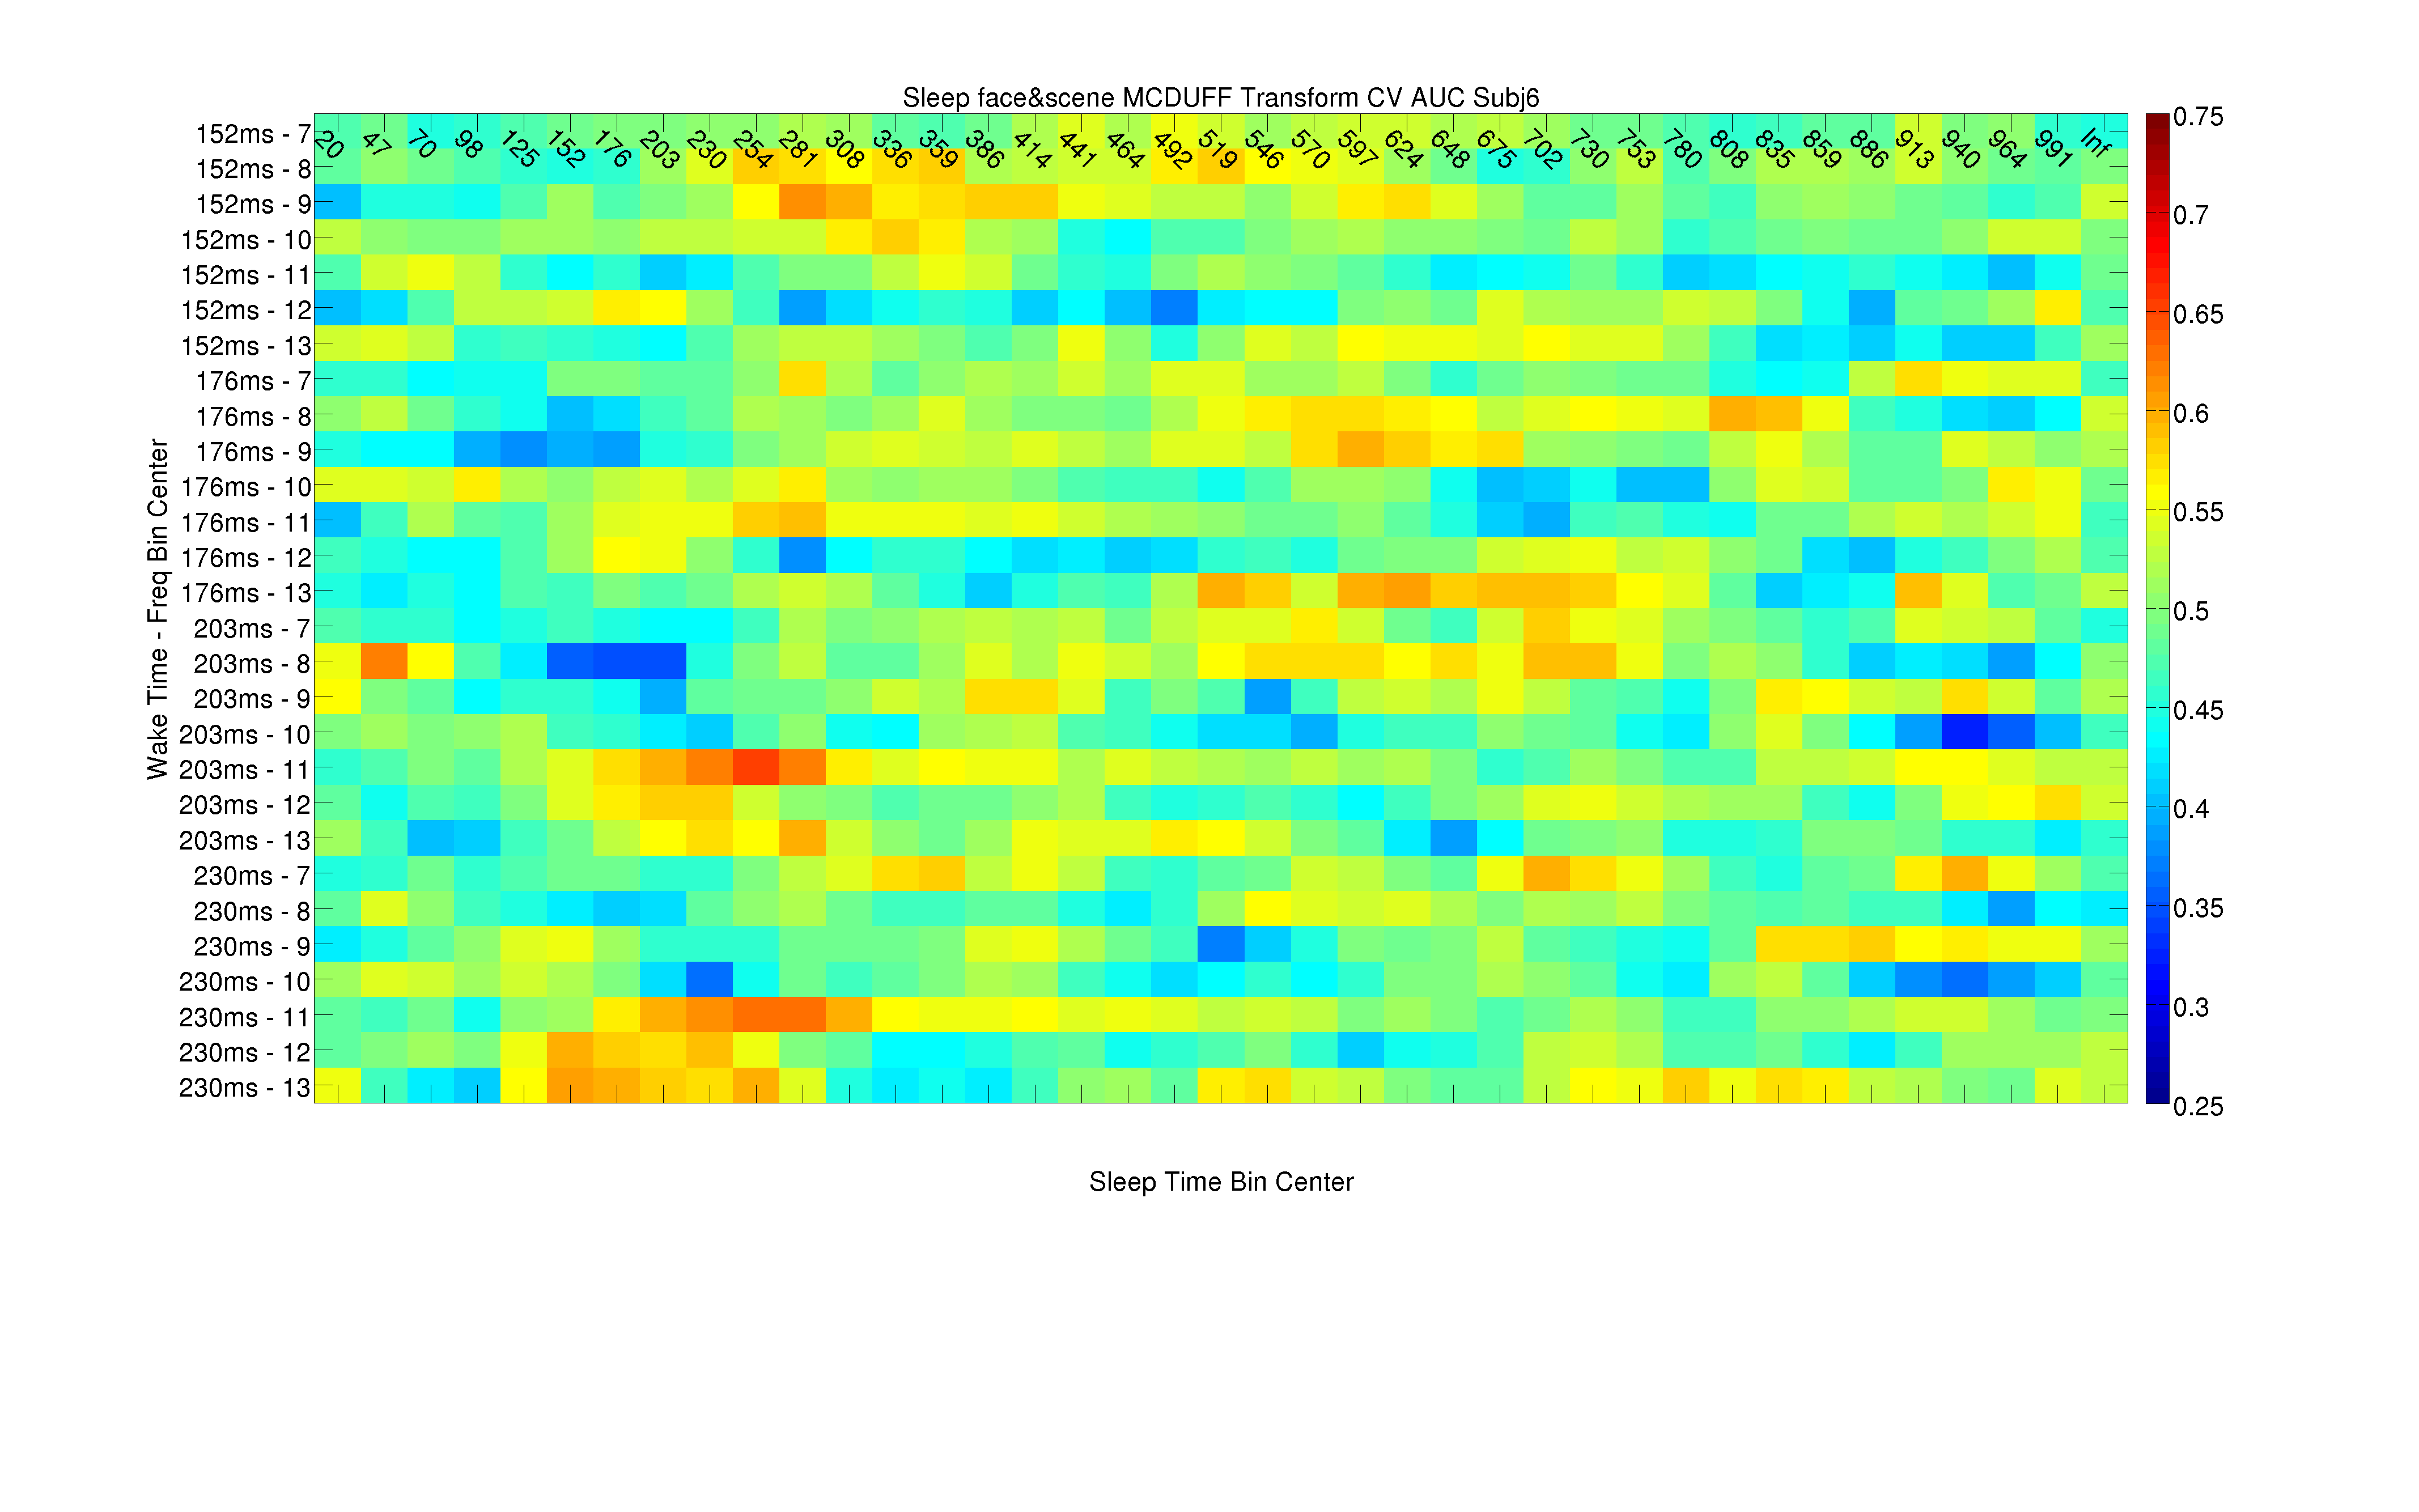 Sleep face&scene MCDUFF Transform CV AUC Subj6
20 47 70 98 125 152 176 203 230 254 281 308 336 359 386 414 441 464 492 519 546 570 597 624 648 675 702 730 753 780 808 835 859 886 913 940 964 991 Inf
Wake Time - Freq Bin Center
152ms - 7
152ms - 8
152ms - 9
152ms - 10
152ms - 11
152ms - 12
152ms - 13
176ms - 7
176ms - 8
176ms - 9
176ms - 10
176ms - 11
176ms - 12
176ms - 13
203ms - 7
203ms - 8
203ms - 9
203ms - 10
203ms - 11
203ms - 12
203ms - 13
230ms - 7
230ms - 8
230ms - 9
230ms - 10
230ms - 11
230ms - 12
230ms - 13
0.75
0.7
0.65
0.6
0.55
0.5
0.45
0.4
0.35
0.3
0.25
Sleep Time Bin Center